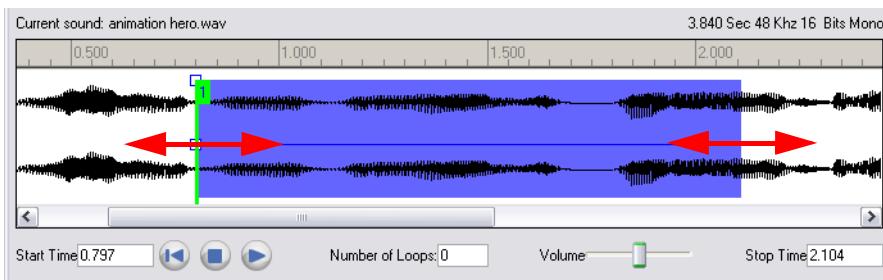 Current sound: animation hero.wav 3.840 Sec 48 Khz 16 Bits Mono
0.500 1.000 1.500 2.000
1
Start Time 0.797 Number of Loops: 0 Volume Stop Time 2.104